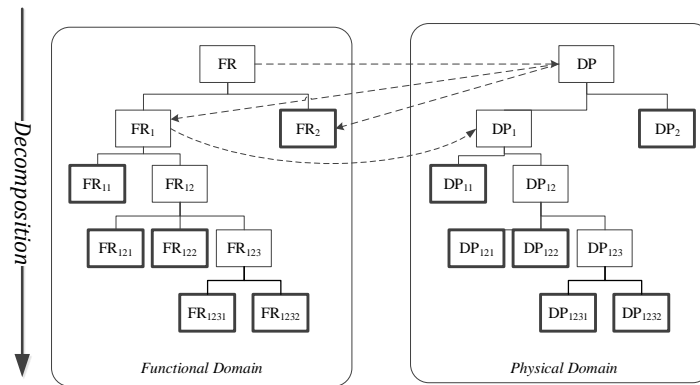 Decomposition
FR
DP
FR₁
FR₂
DP₁
DP₂
FR₁₁
FR₁₂
DP₁₁
DP₁₂
FR₁₂₁
FR₁₂₂
FR₁₂₃
DP₁₂₁
DP₁₂₂
DP₁₂₃
FR₁₂₃₁
FR₁₂₃₂
DP₁₂₃₁
DP₁₂₃₂
Functional Domain
Physical Domain